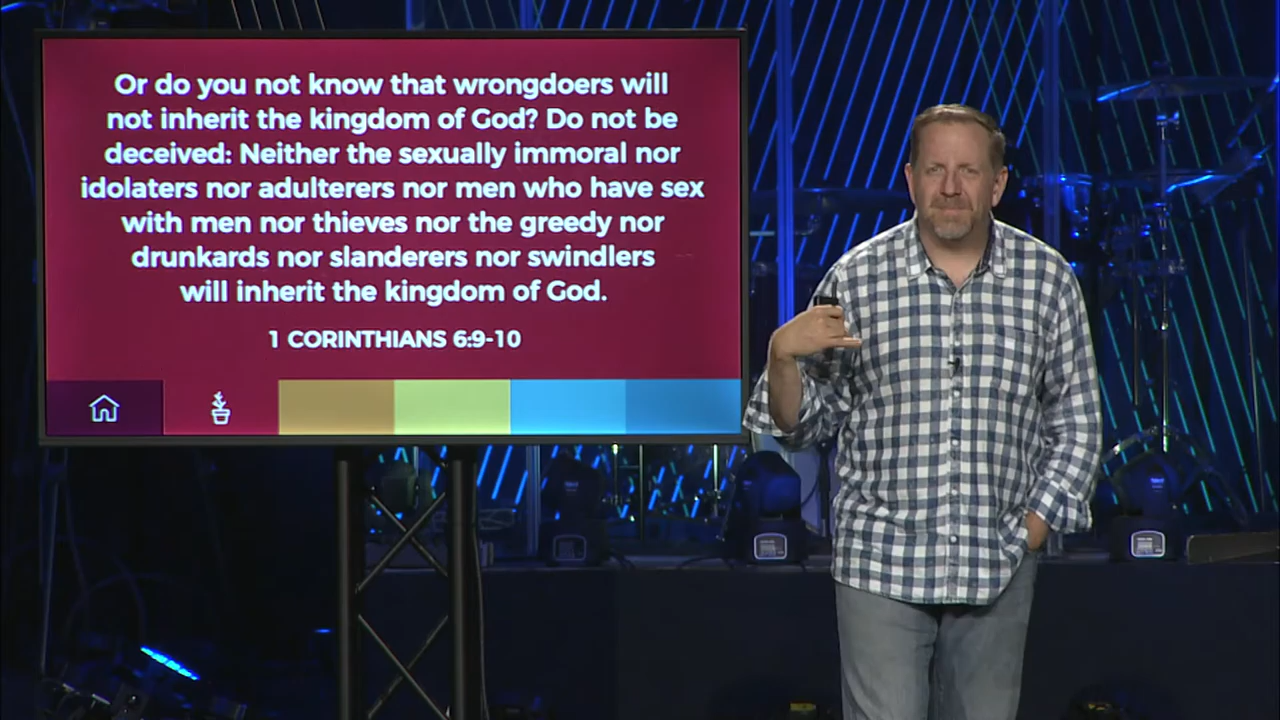 Or do you not know that wrongdoers will
not inherit the kingdom of God? Do not be
deceived: Neither the sexually immoral nor
idolaters nor adulterers nor men who have sex
with men nor thieves nor the greedy nor
drunkards nor slanderers nor swindlers
will inherit the kingdom of God.
1 CORINTHIANS 6:9-10